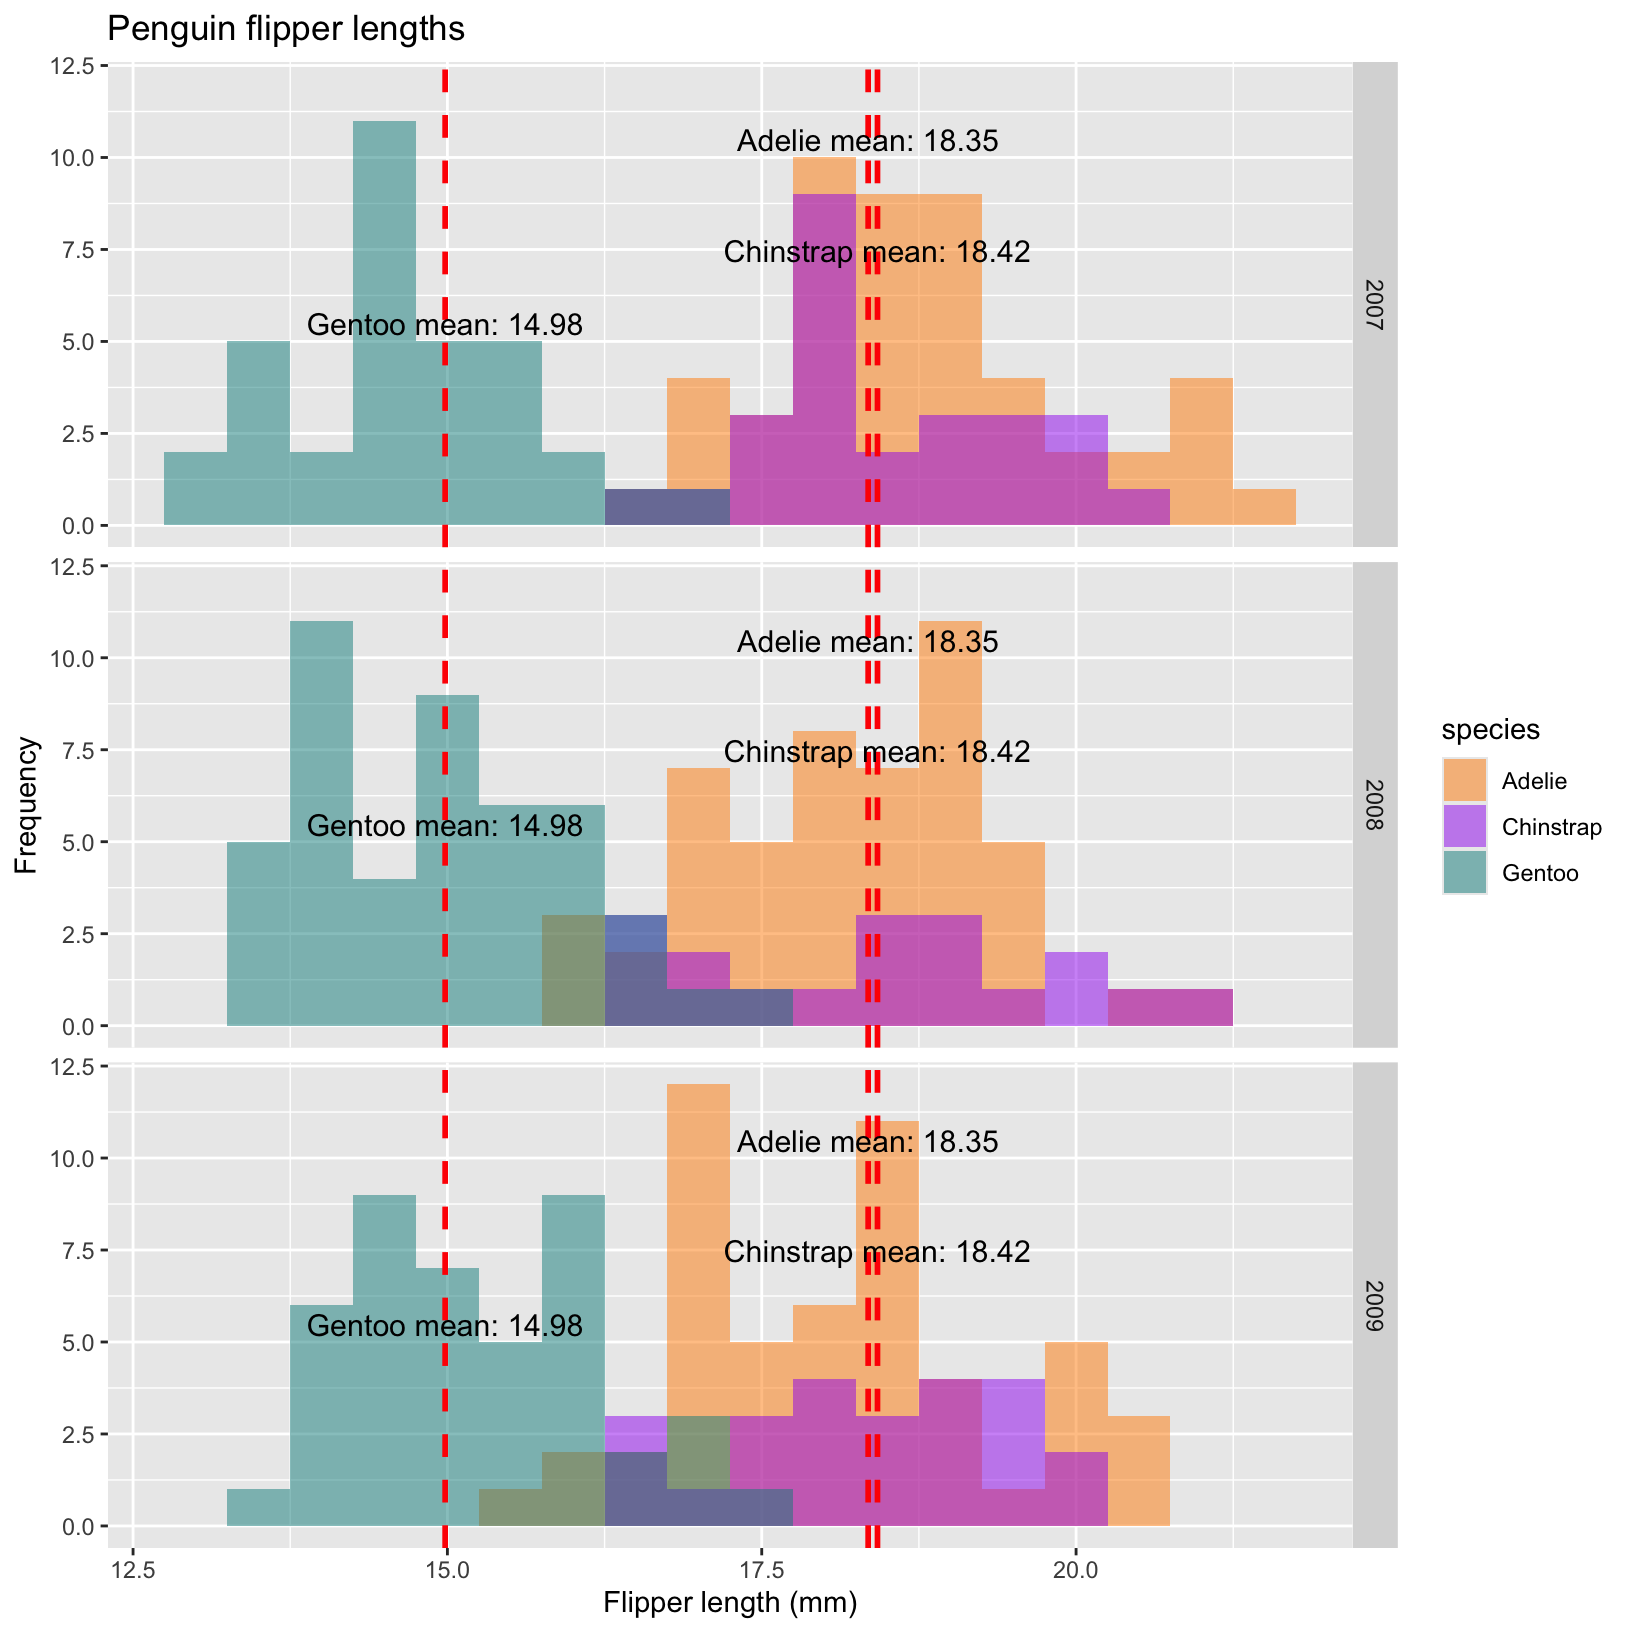 Penguin flipper lengths
12.5
10.0
7.5
5.0
2.5
0.0
Adelie mean: 18.35
Chinstrap mean: 18.42
Gentoo mean: 14.98
2007
12.5
10.0
7.5
5.0
2.5
0.0
Adelie mean: 18.35
Chinstrap mean: 18.42
Gentoo mean: 14.98
2008
12.5
10.0
7.5
5.0
2.5
0.0
Adelie mean: 18.35
Chinstrap mean: 18.42
Gentoo mean: 14.98
2009
12.5 15.0 17.5 20.0
Flipper length (mm)
Frequency
species
Adelie
Chinstrap
Gentoo